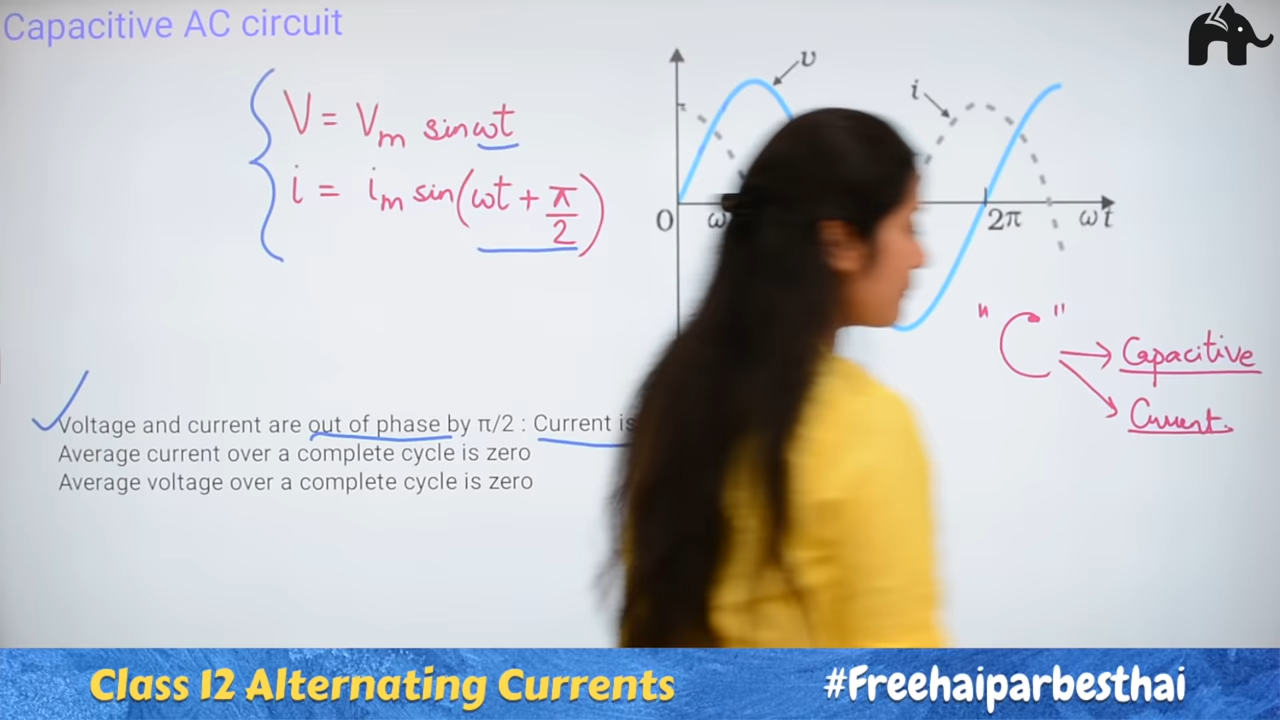 Capacitive AC circuit
V = Vm sin ωt
i = im sin(ωt + π/2)
υ
i
0
ω
2π
ωt
"C"
Capacitive
Current
Voltage and current are out of phase by π/2 : Current is
Average current over a complete cycle is zero
Average voltage over a complete cycle is zero
Class 12 Alternating Currents
#Freehaiparbesthai